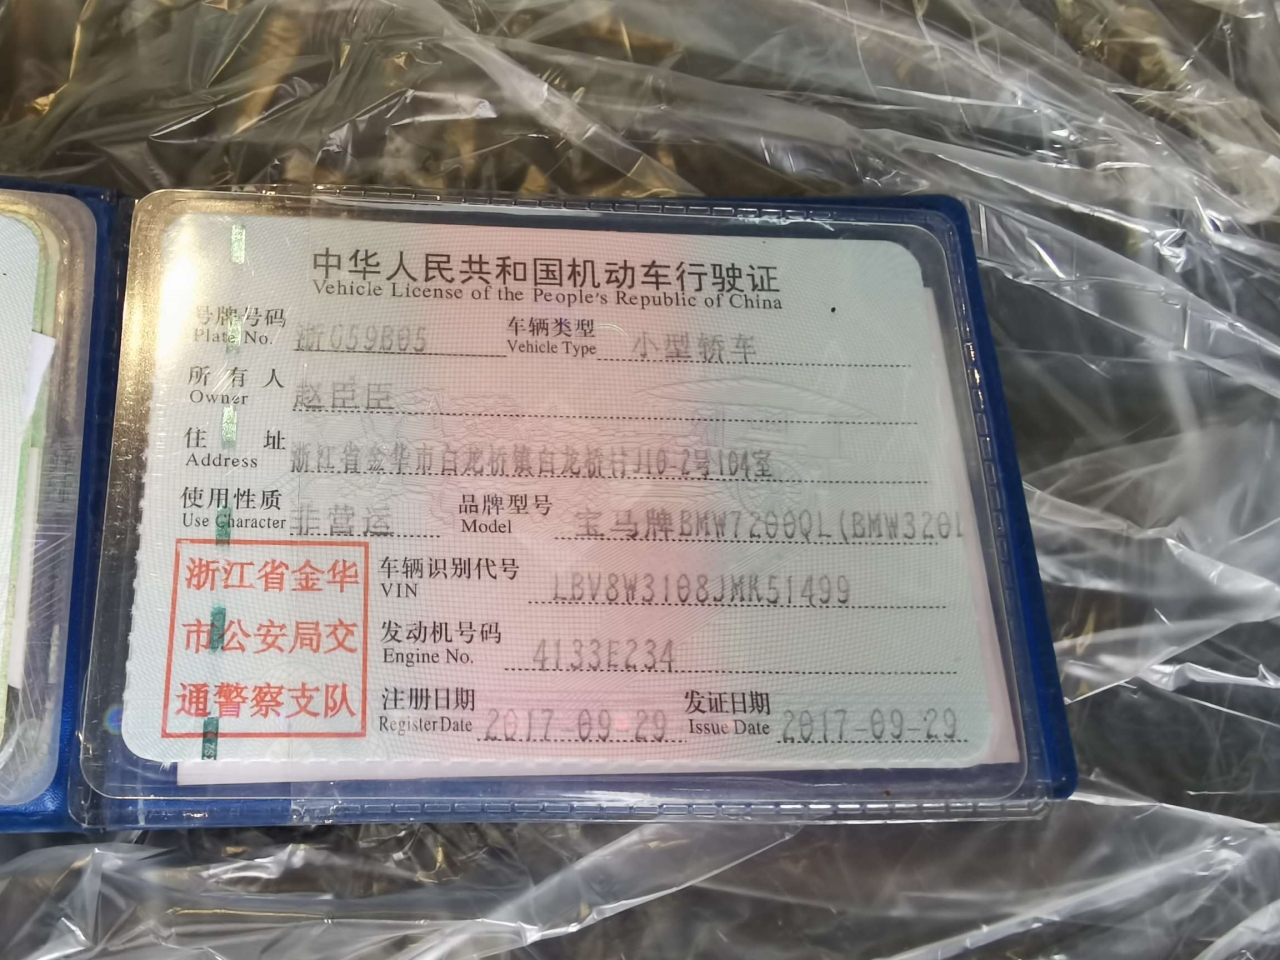 中华人民共和国机动车行驶证
Vehicle License of the People's Republic of China
号牌号码 浙G59B05 车辆类型 小型轿车
Plate No. Vehicle Type
所有人 赵臣臣
Owner
住址 浙江省金华市白龙桥镇白龙桥村J10-2号104室
Address
使用性质 非营运 品牌型号 宝马牌BMW7200QL(BMW320L
Use Character Model
浙江省金华
市公安局交
通警察支队
车辆识别代号 LBV8W3108JMK51499
VIN
发动机号码 4133E234
Engine No.
注册日期 2017-09-29 发证日期 2017-09-29
Register Date Issue Date